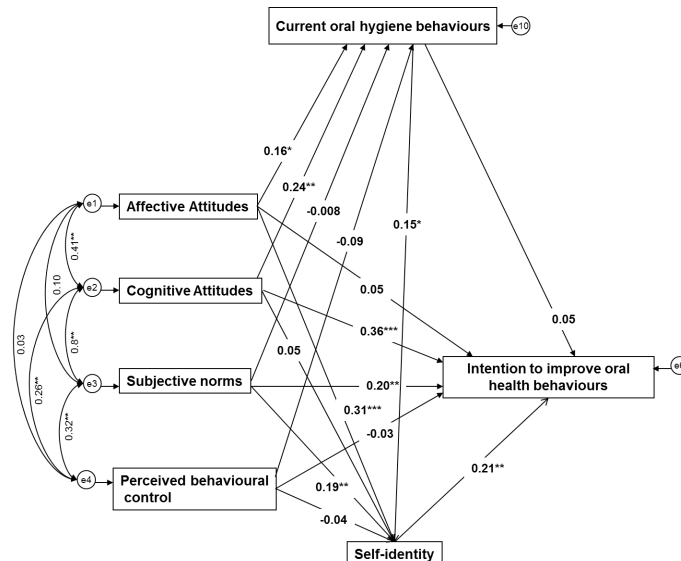 Current oral hygiene behaviours
e10
0.16*
0.24**
-0.008
-0.09
0.15*
e1
Affective Attitudes
0.41**
0.10
0.03
e2
Cognitive Attitudes
0.05
0.36***
0.05
0.05
0.8**
0.26**
e3
Subjective norms
0.20**
Intention to improve oral
health behaviours
0.31***
-0.03
0.32**
e4
Perceived behavioural
control
0.19**
-0.04
0.21**
Self-identity